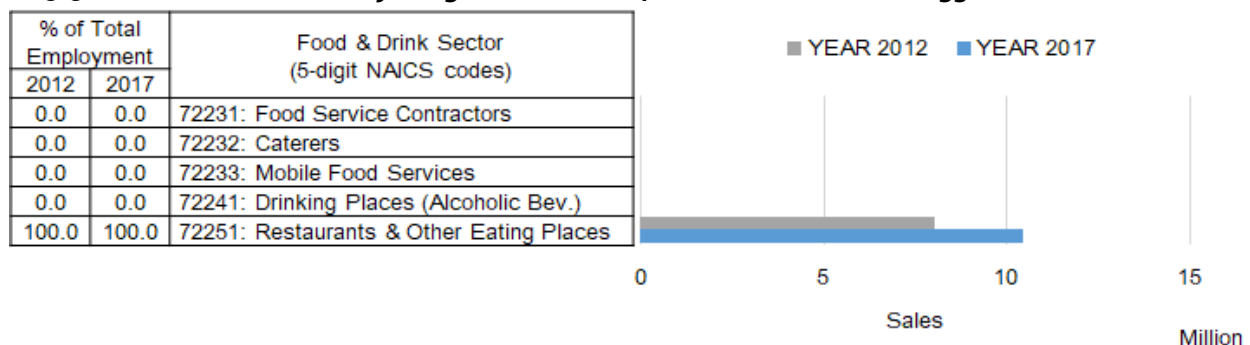 % of Total Employment
Food & Drink Sector
(5-digit NAICS codes)
2012 2017
0.0 0.0 72231: Food Service Contractors
0.0 0.0 72232: Caterers
0.0 0.0 72233: Mobile Food Services
0.0 0.0 72241: Drinking Places (Alcoholic Bev.)
100.0 100.0 72251: Restaurants & Other Eating Places
YEAR 2012 YEAR 2017
0 5 10 15
Sales
Million